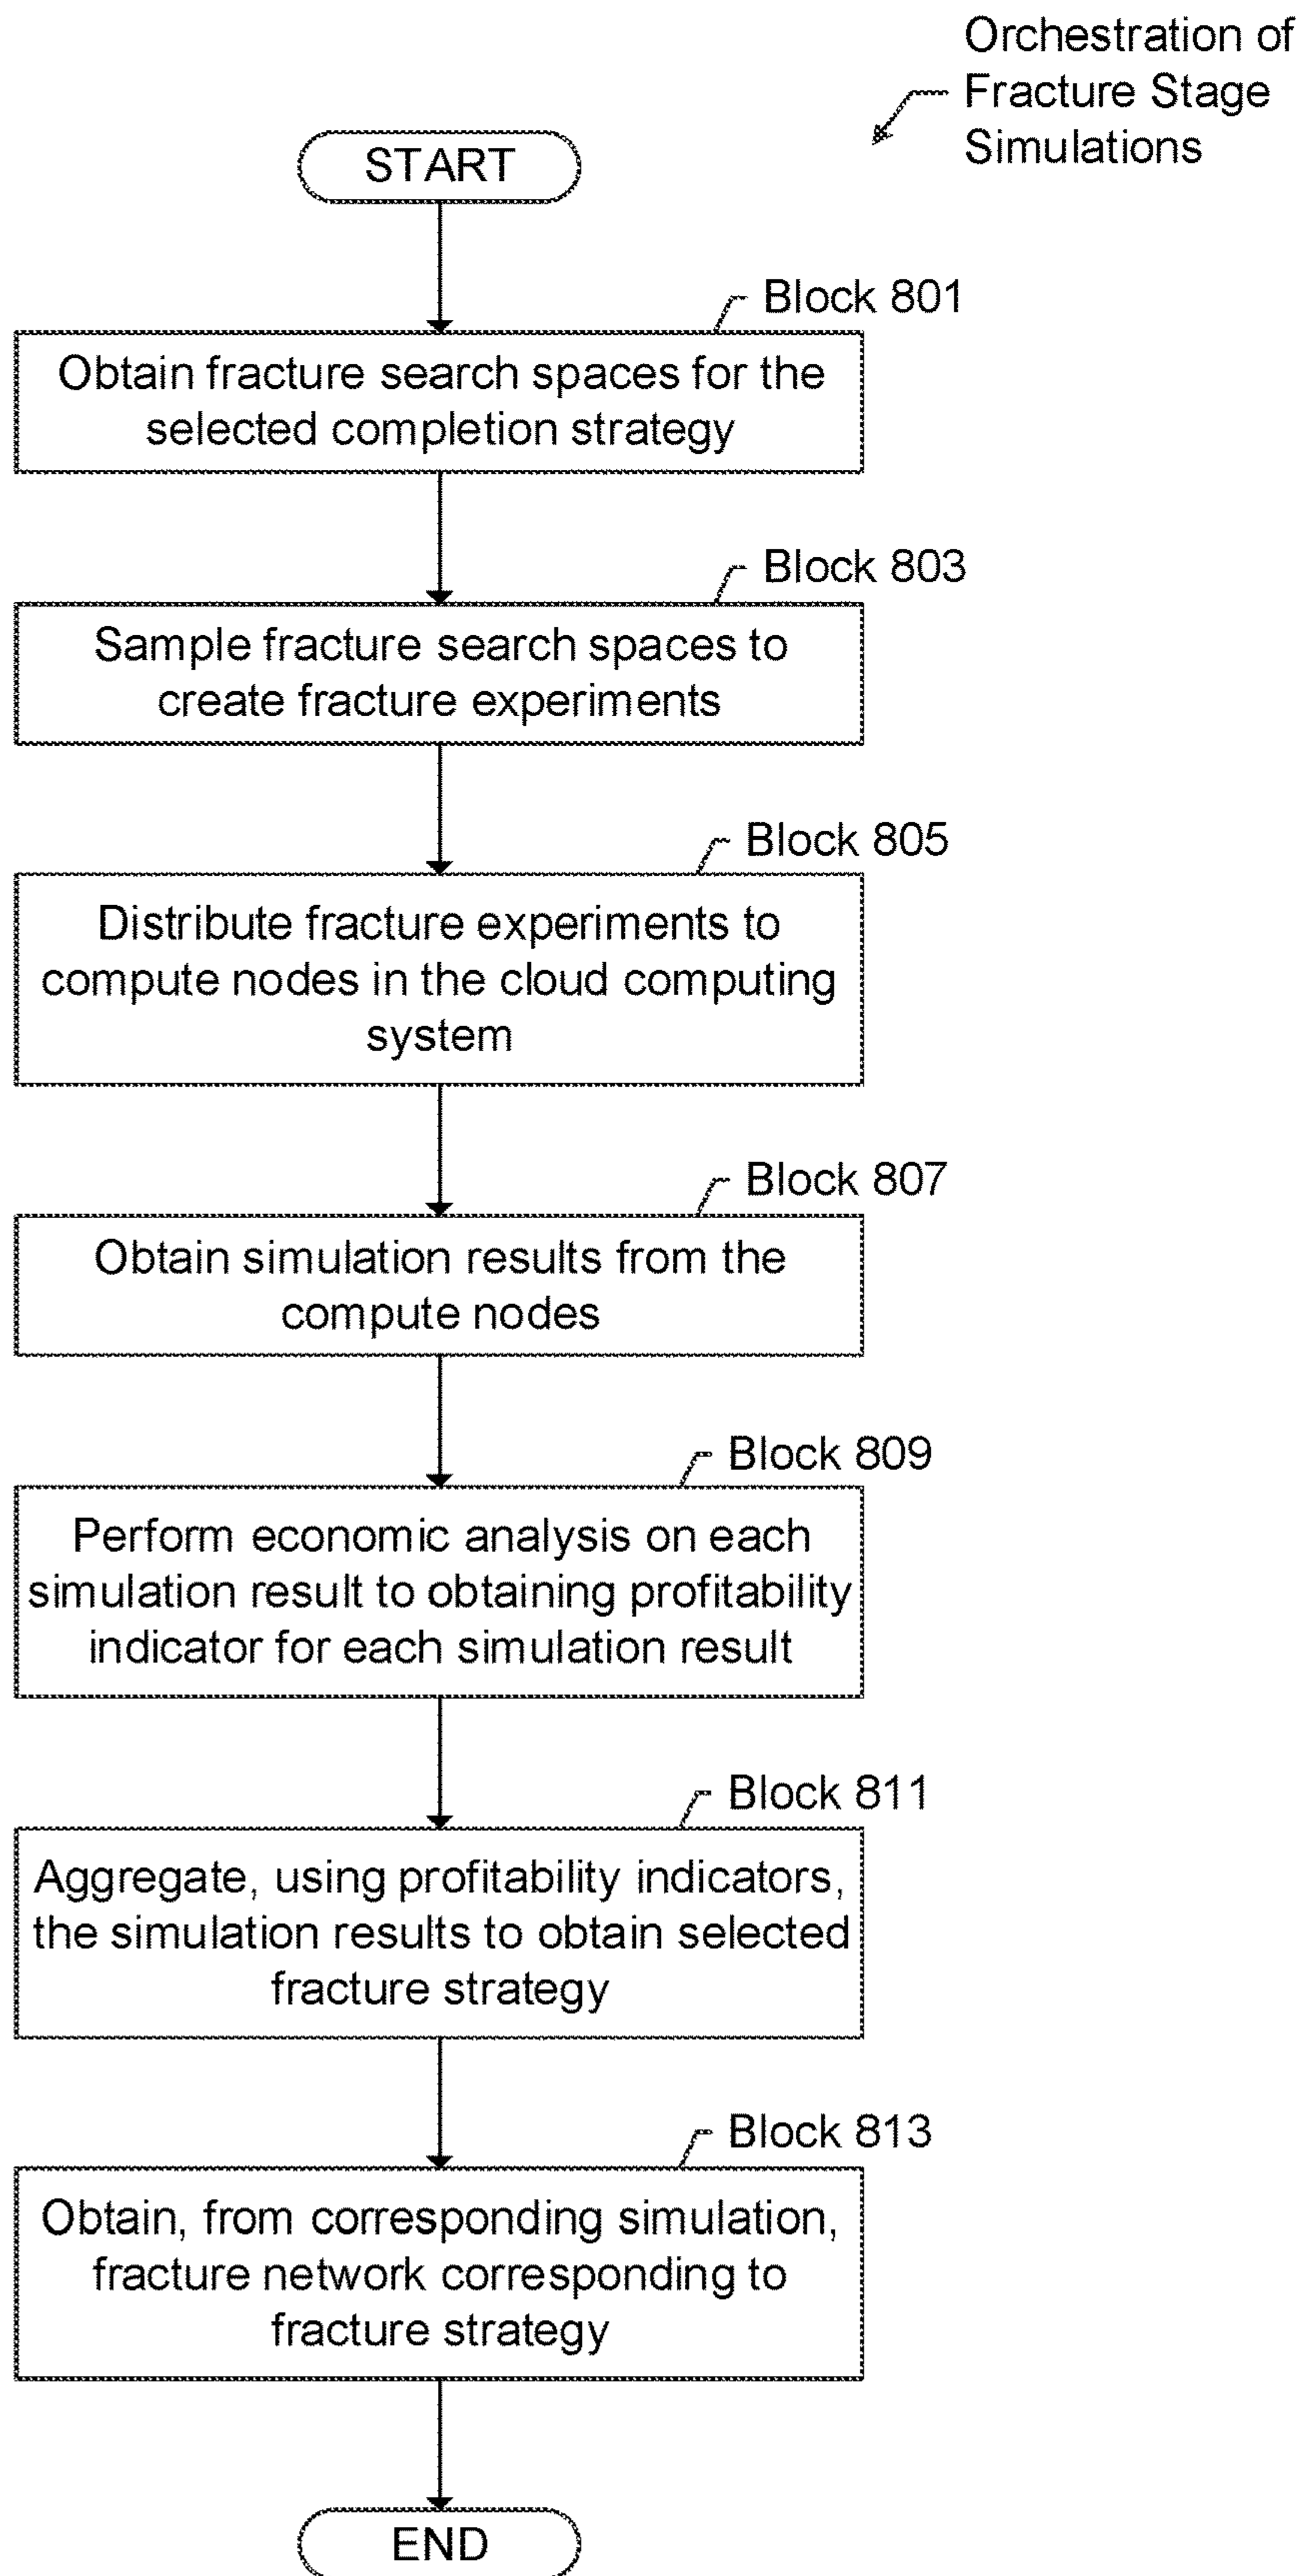 Orchestration of
Fracture Stage
Simulations
START
Block 801
Obtain fracture search spaces for the
selected completion strategy
Block 803
Sample fracture search spaces to
create fracture experiments
Block 805
Distribute fracture experiments to
compute nodes in the cloud computing
system
Block 807
Obtain simulation results from the
compute nodes
Block 809
Perform economic analysis on each
simulation result to obtaining profitability
indicator for each simulation result
Block 811
Aggregate, using profitability indicators,
the simulation results to obtain selected
fracture strategy
Block 813
Obtain, from corresponding simulation,
fracture network corresponding to
fracture strategy
END